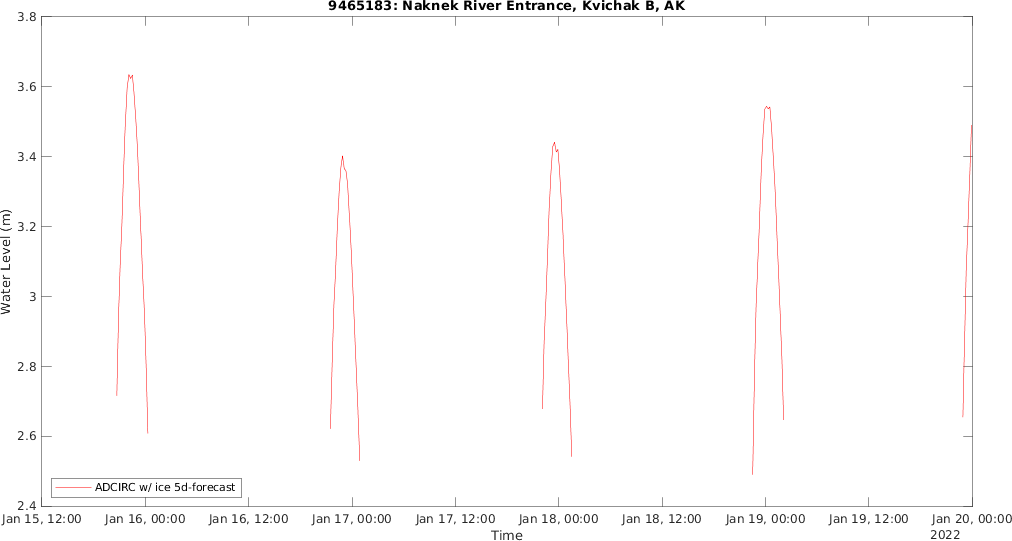 9465183: Naknek River Entrance, Kvichak B, AK
3.8
3.6
3.4
3.2
3
2.8
2.6
2.4
Water Level (m)
ADCIRC w/ ice 5d-forecast
Jan 15, 12:00 Jan 16, 00:00 Jan 16, 12:00 Jan 17, 00:00 Jan 17, 12:00 Jan 18, 00:00 Jan 18, 12:00 Jan 19, 00:00 Jan 19, 12:00 Jan 20, 00:00
Time
2022